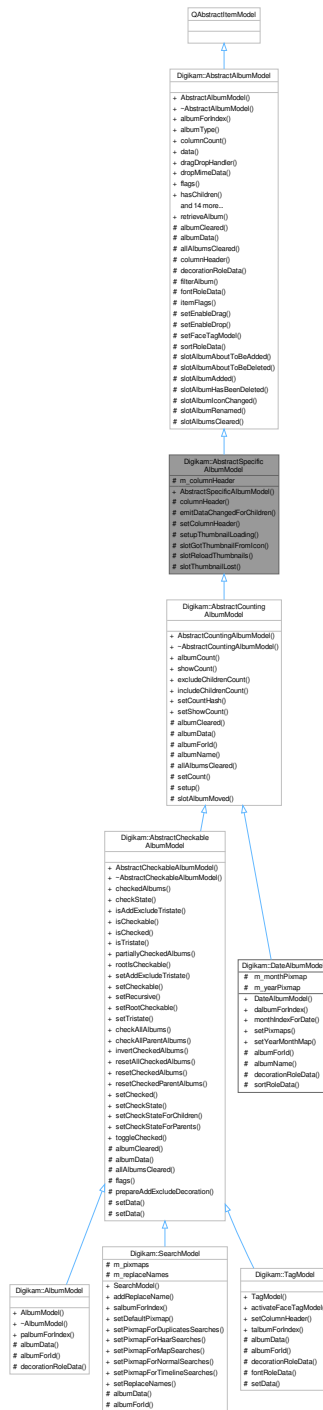 QAbstractItemModel
Digikam::AbstractAlbumModel
+ AbstractAlbumModel()
+ ~AbstractAlbumModel()
+ albumForIndex()
+ albumType()
+ columnCount()
+ data()
+ dragDropHandler()
+ dropMimeData()
+ flags()
+ hasChildren()
and 14 more...
+ retrieveAlbum()
# albumCleared()
# albumData()
# allAlbumsCleared()
# columnHeader()
# decorationRoleData()
# filterAlbum()
# fontRoleData()
# itemFlags()
# setEnableDrag()
# setEnableDrop()
# setFaceTagModel()
# sortRoleData()
# slotAlbumAboutToBeAdded()
# slotAlbumAboutToBeDeleted()
# slotAlbumAdded()
# slotAlbumHasBeenDeleted()
# slotAlbumIconChanged()
# slotAlbumRenamed()
# slotAlbumsCleared()
Digikam::AbstractSpecific
AlbumModel
# m_columnHeader
+ AbstractSpecificAlbumModel()
# columnHeader()
# emitDataChangedForChildren()
# setColumnHeader()
# setupThumbnailLoading()
# slotGotThumbnailFromIcon()
# slotReloadThumbnails()
# slotThumbnailLost()
Digikam::AbstractCounting
AlbumModel
+ AbstractCountingAlbumModel()
+ ~AbstractCountingAlbumModel()
+ albumCount()
+ showCount()
+ excludeChildrenCount()
+ includeChildrenCount()
+ setCountHash()
+ setShowCount()
# albumCleared()
# albumData()
# albumForId()
# albumName()
# allAlbumsCleared()
# setCount()
# setup()
# slotAlbumMoved()
Digikam::AbstractCheckable
AlbumModel
+ AbstractCheckableAlbumModel()
+ ~AbstractCheckableAlbumModel()
+ checkedAlbums()
+ checkState()
+ isAddExcludeTristate()
+ isCheckable()
+ isChecked()
+ isTristate()
+ partiallyCheckedAlbums()
+ rootIsCheckable()
+ setAddExcludeTristate()
+ setCheckable()
+ setRecursive()
+ setRootCheckable()
+ setTristate()
+ checkAllAlbums()
+ checkAllParentAlbums()
+ invertCheckedAlbums()
+ resetAllCheckedAlbums()
+ resetCheckedAlbums()
+ resetCheckedParentAlbums()
+ setChecked()
+ setCheckState()
+ setCheckStateForChildren()
+ setCheckStateForParents()
+ toggleChecked()
# albumCleared()
# albumData()
# allAlbumsCleared()
# flags()
# prepareAddExcludeDecoration()
# setData()
# setData()
Digikam::DateAlbumModel
# m_monthPixmap
# m_yearPixmap
+ DateAlbumModel()
+ dalbumForIndex()
+ monthIndexForDate()
+ setPixmaps()
+ setYearMonthMap()
# albumForId()
# albumName()
# decorationRoleData()
# sortRoleData()
Digikam::AlbumModel
+ AlbumModel()
+ ~AlbumModel()
+ palbumForIndex()
# albumData()
# albumForId()
# decorationRoleData()
Digikam::SearchModel
# m_pixmaps
# m_replaceNames
+ SearchModel()
+ addReplaceName()
+ salbumForIndex()
+ setDefaultPixmap()
+ setPixmapForDuplicatesSearches()
+ setPixmapForHaarSearches()
+ setPixmapForMapSearches()
+ setPixmapForNormalSearches()
+ setPixmapForTimelineSearches()
+ setReplaceNames()
# albumData()
# albumForId()
Digikam::TagModel
+ TagModel()
+ activateFaceTagModel()
+ setColumnHeader()
+ talbumForIndex()
# albumData()
# albumForId()
# decorationRoleData()
# fontRoleData()
# setData()